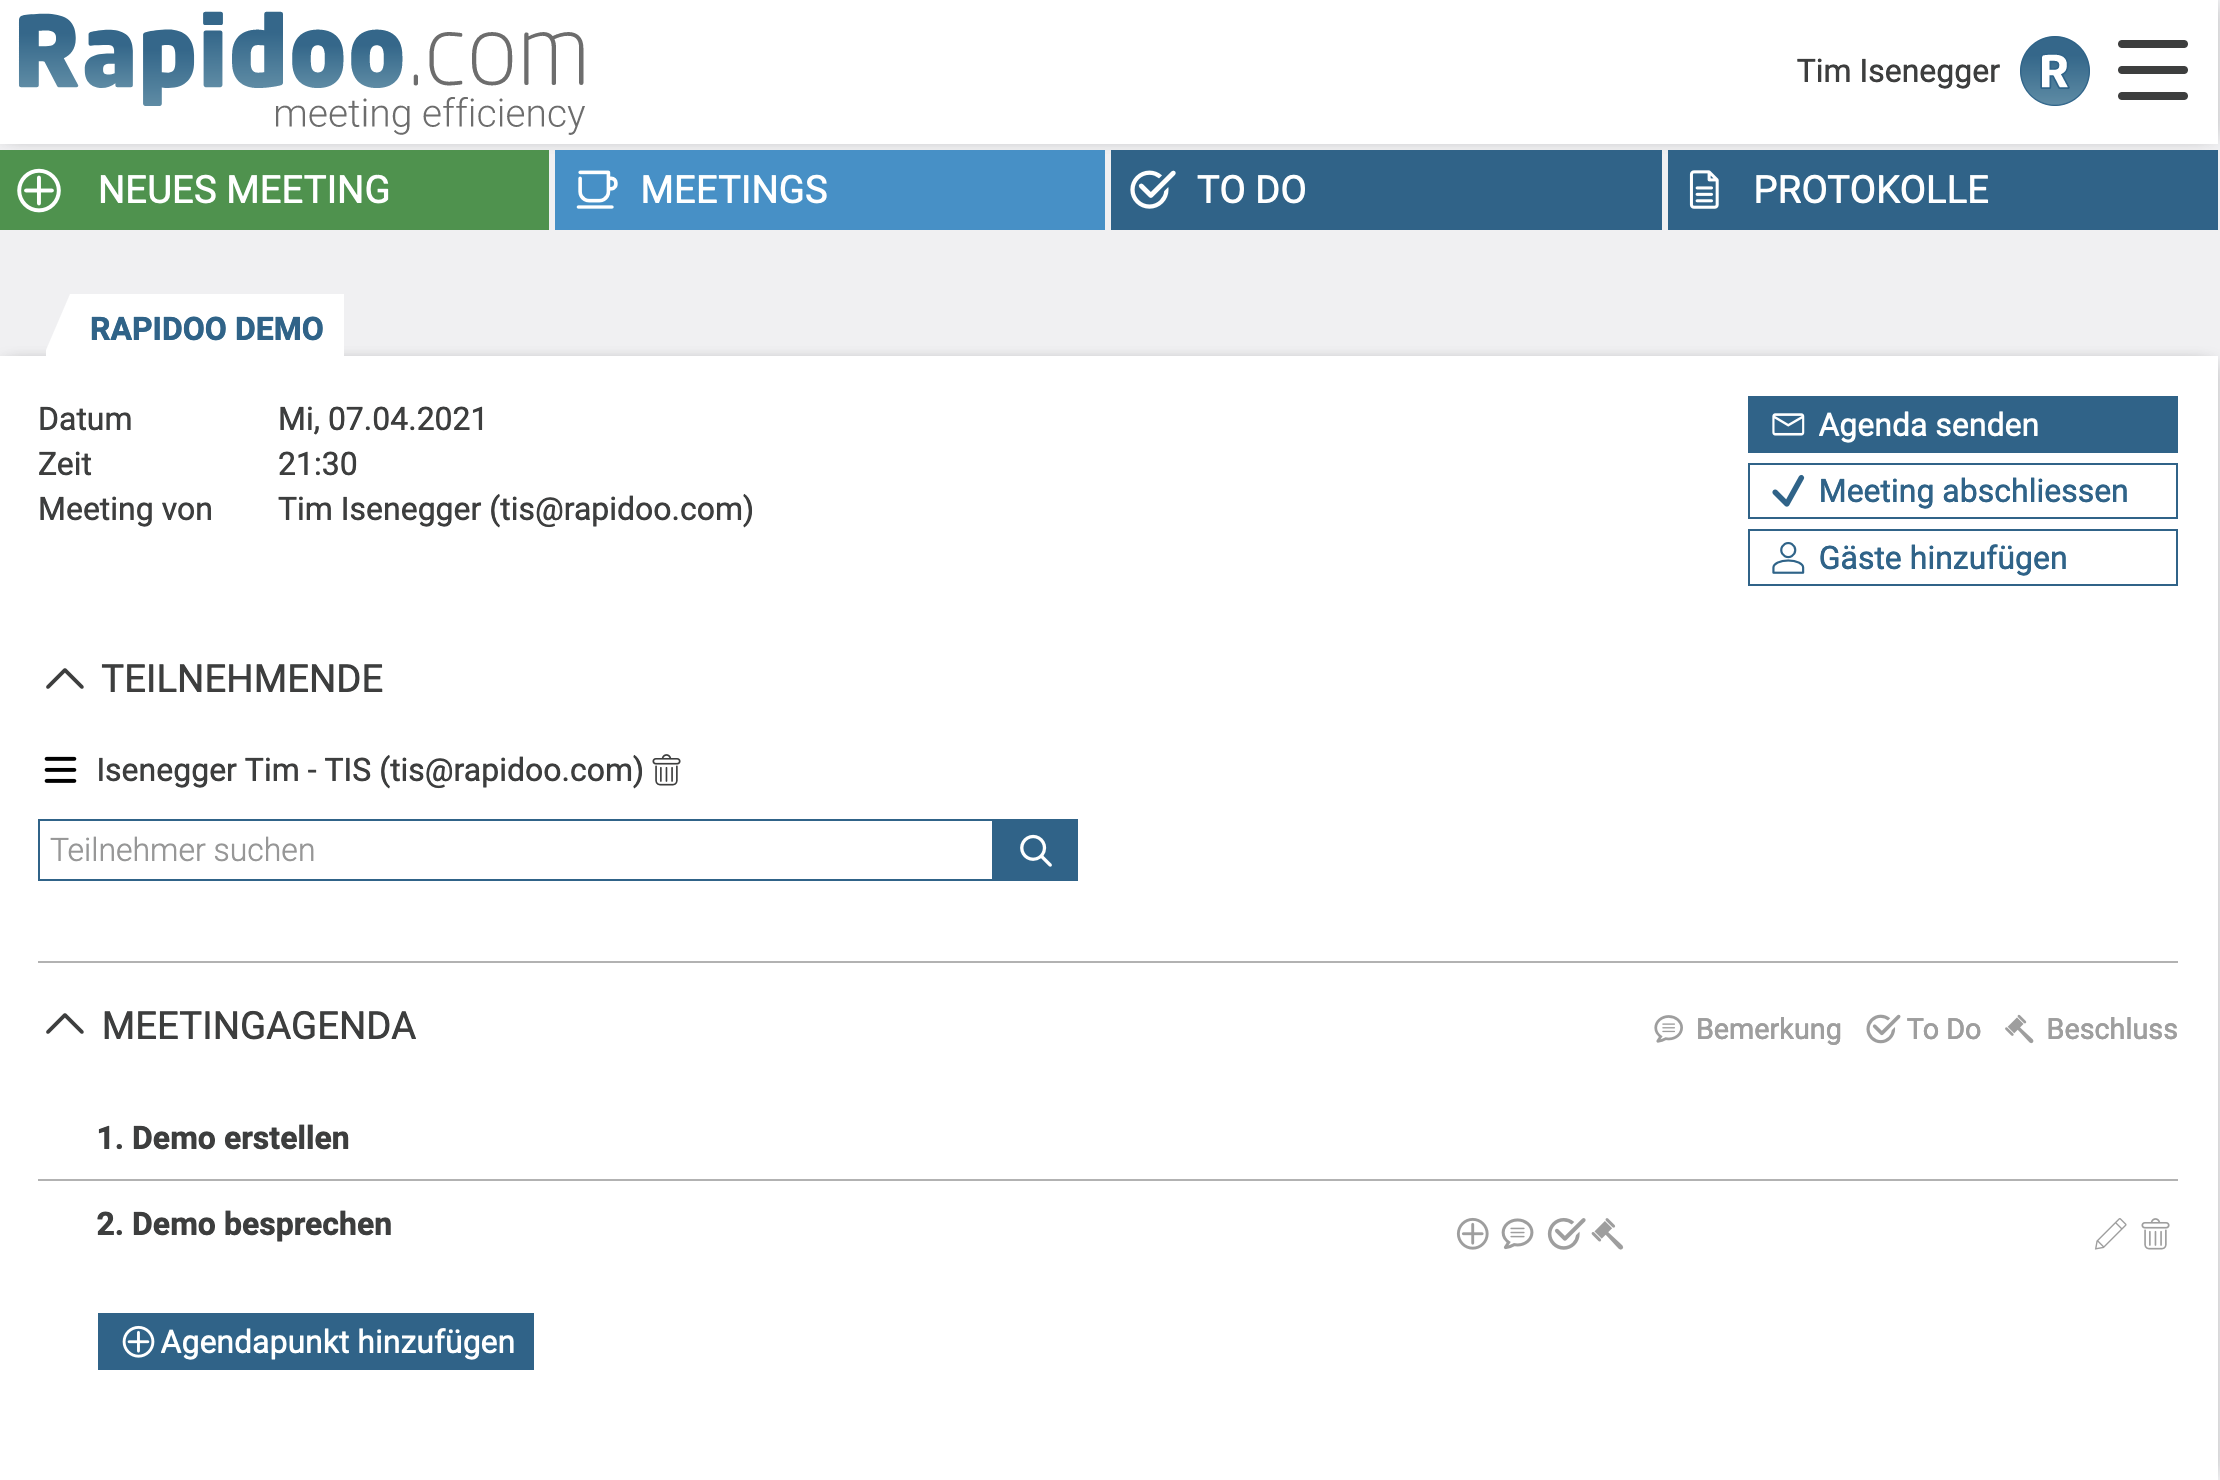 Rapidoo.com
meeting efficiency
Tim Isenegger R
NEUES MEETING
MEETINGS
TO DO
PROTOKOLLE
RAPIDOO DEMO
Datum Mi, 07.04.2021
Zeit 21:30
Meeting von Tim Isenegger (tis@rapidoo.com)
Agenda senden
Meeting abschliessen
Gäste hinzufügen
TEILNEHMENDE
Isenegger Tim - TIS (tis@rapidoo.com)
Teilnehmer suchen
MEETINGAGENDA
Bemerkung To Do Beschluss
1. Demo erstellen
2. Demo besprechen
Agendapunkt hinzufügen